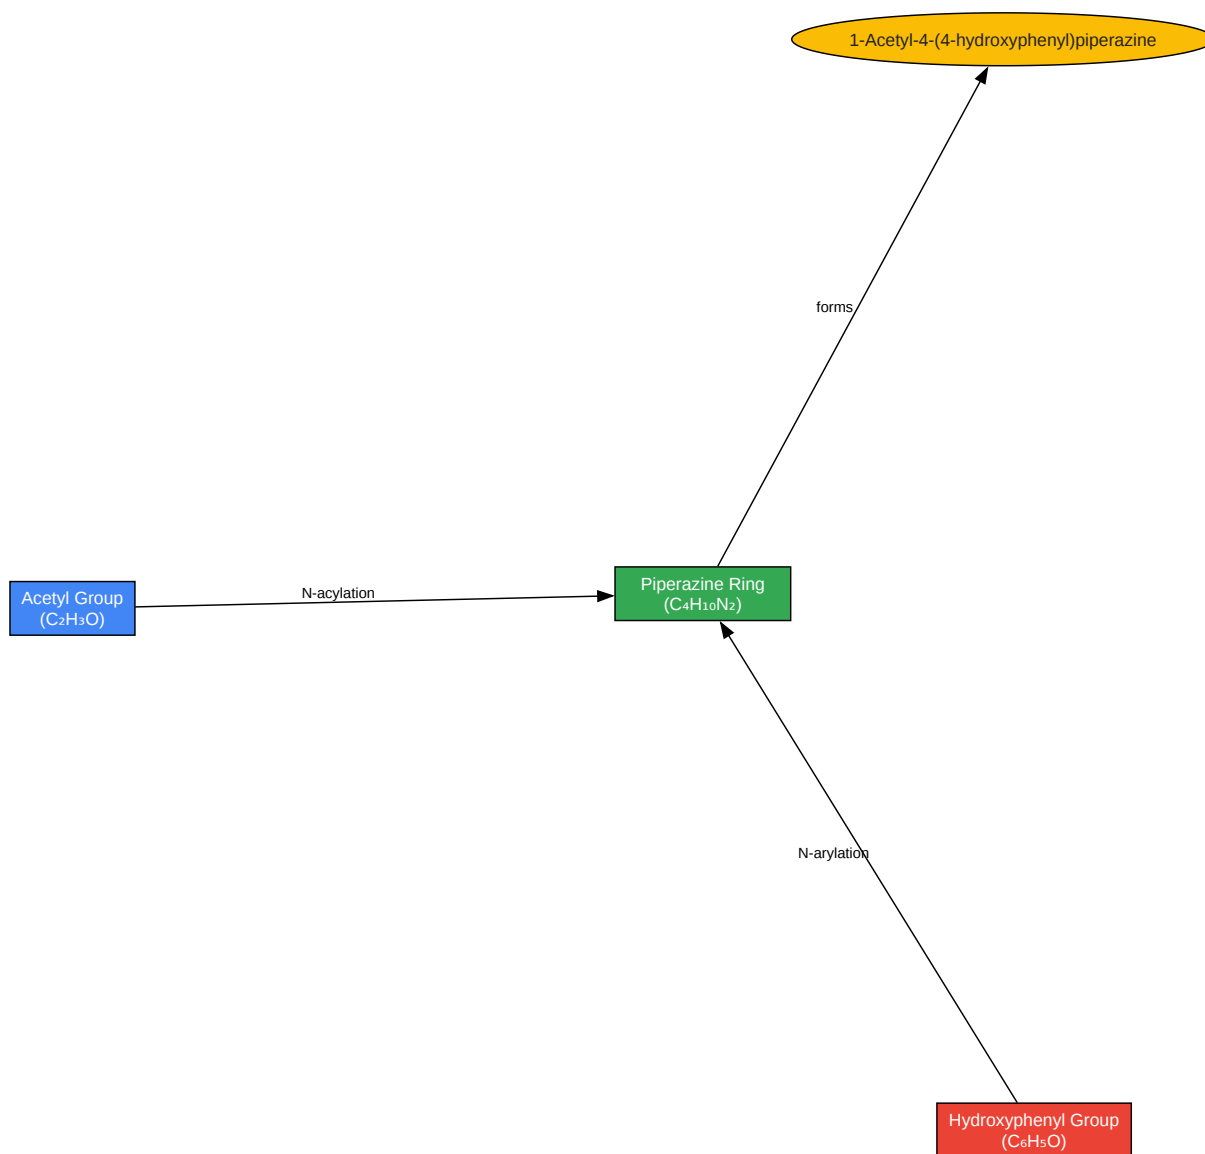 1-Acetyl-4-(4-hydroxyphenyl)piperazine
forms
N-acylation
Piperazine Ring
(C₄H₁₀N₂)
Acetyl Group
(C₂H₃O)
N-arylation
Hydroxyphenyl Group
(C₆H₅O)